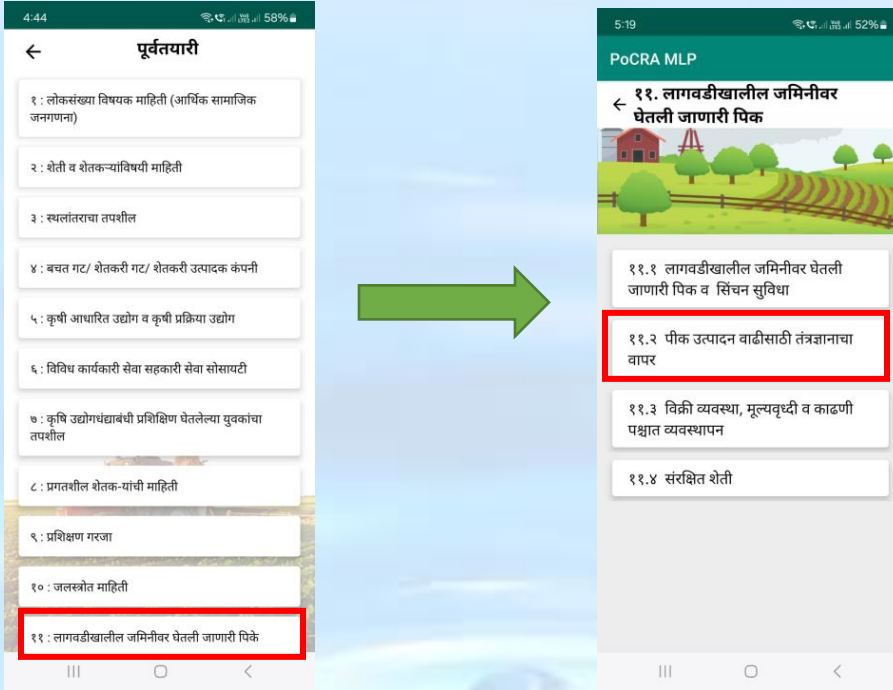 4:44
58%
पूर्वतयारी
१ : लोकसंख्या विषयक माहिती (आर्थिक सामाजिक
जनगणना)
२ : शेती व शेतकऱ्यांविषयी माहिती
३ : स्थलांतराचा तपशील
४ : बचत गट/ शेतकरी गट/ शेतकरी उत्पादक कंपनी
५ : कृषी आधारित उद्योग व कृषी प्रक्रिया उद्योग
६ : विविध कार्यकारी सेवा सहकारी सेवा सोसायटी
७ : कृषि उद्योगधंद्याबंधी प्रशिक्षिण घेतलेल्या युवकांचा
तपशील
८ : प्रगतशील शेतक-यांची माहिती
९ : प्रशिक्षण गरजा
१० : जलस्त्रोत माहिती
११ : लागवडीखालील जमिनीवर घेतली जाणारी पिके
5:19
52%
PoCRA MLP
११. लागवडीखालील जमिनीवर
घेतली जाणारी पिक
११.१ लागवडीखालील जमिनीवर घेतली
जाणारी पिक व सिंचन सुविधा
११.२ पीक उत्पादन वाढीसाठी तंत्रज्ञानाचा
वापर
११.३ विक्री व्यवस्था, मूल्यवृध्दी व काढणी
पश्चात व्यवस्थापन
११.४ संरक्षित शेती